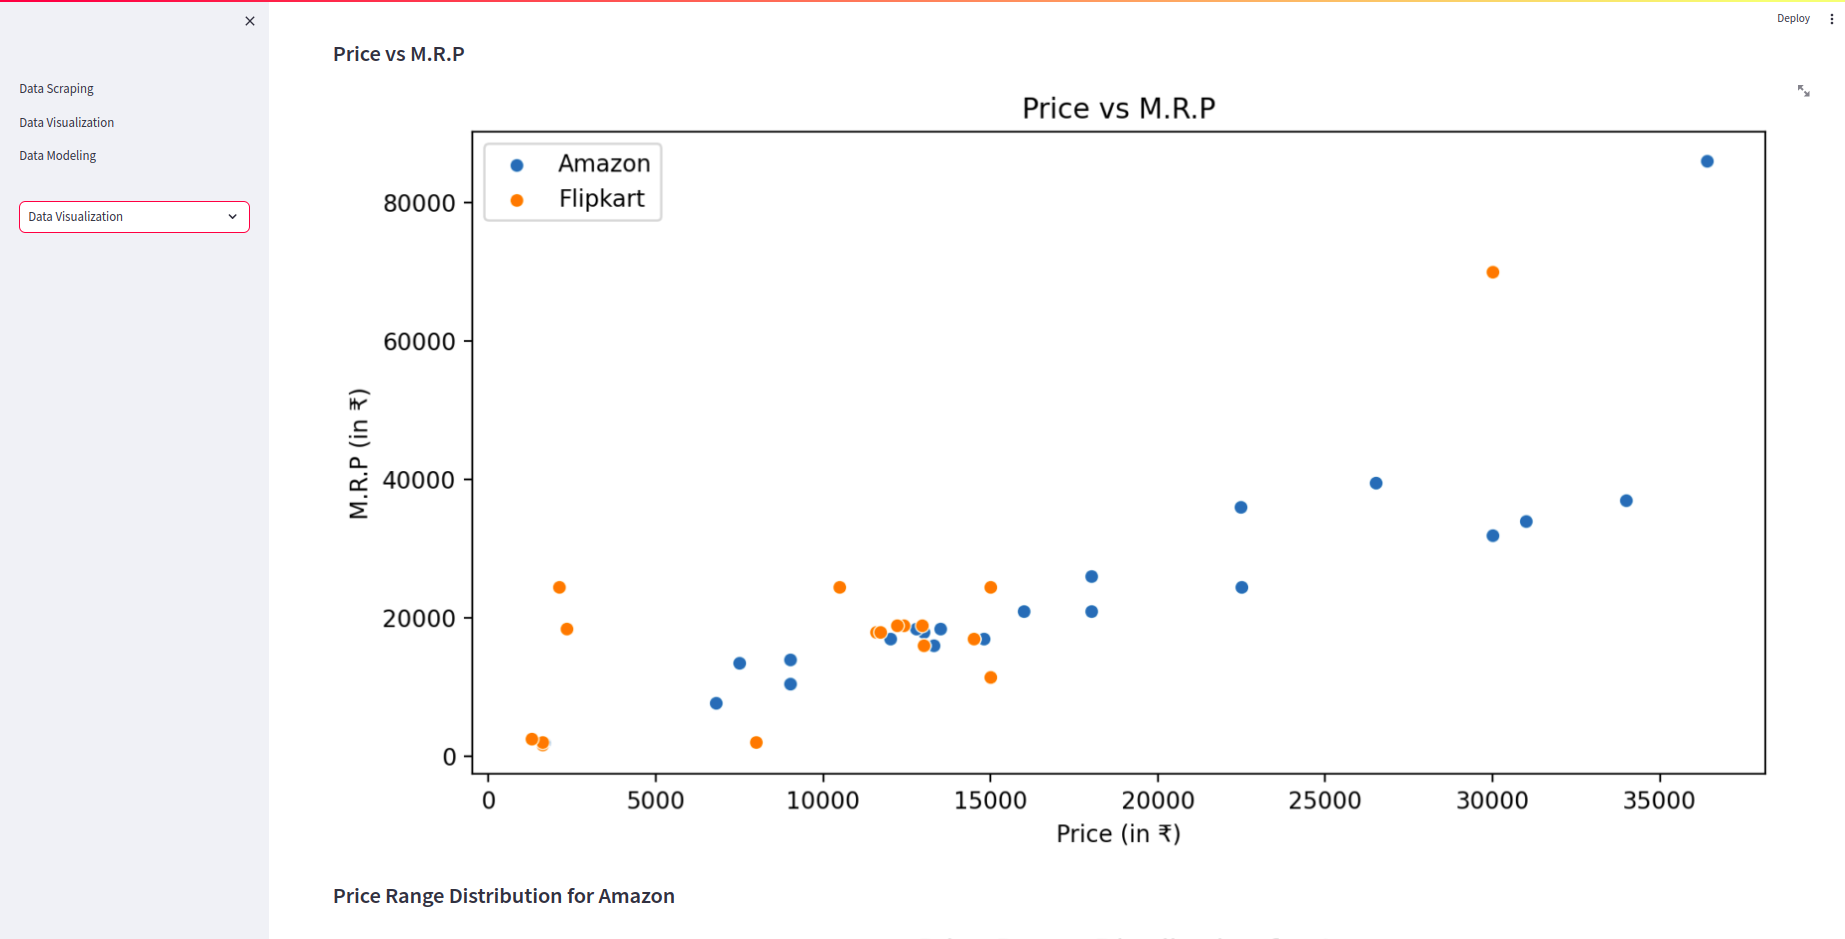 Deploy
Data Scraping
Data Visualization
Data Modeling
Data Visualization
Price vs M.R.P
Price vs M.R.P
Amazon
Flipkart
M.R.P (in ₹)
80000
60000
40000
20000
0
0 5000 10000 15000 20000 25000 30000 35000
Price (in ₹)
Price Range Distribution for Amazon